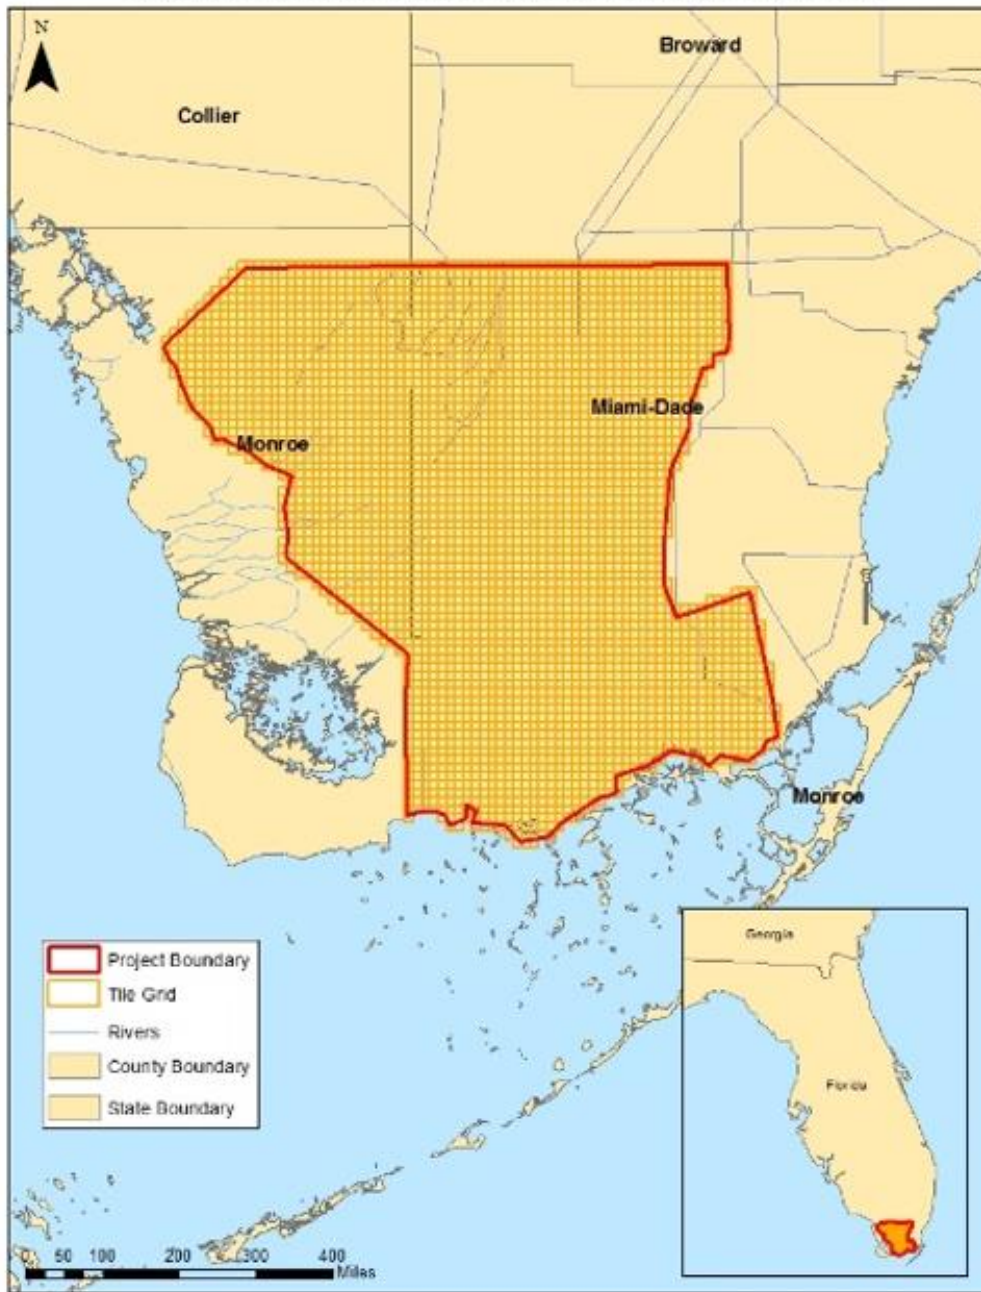 N
Broward
Collier
Miami-Dade
Monroe
Monroe
Georgia
Florida
Project Boundary
Tile Grid
Rivers
County Boundary
State Boundary
0 50 100 200 300 400
Miles